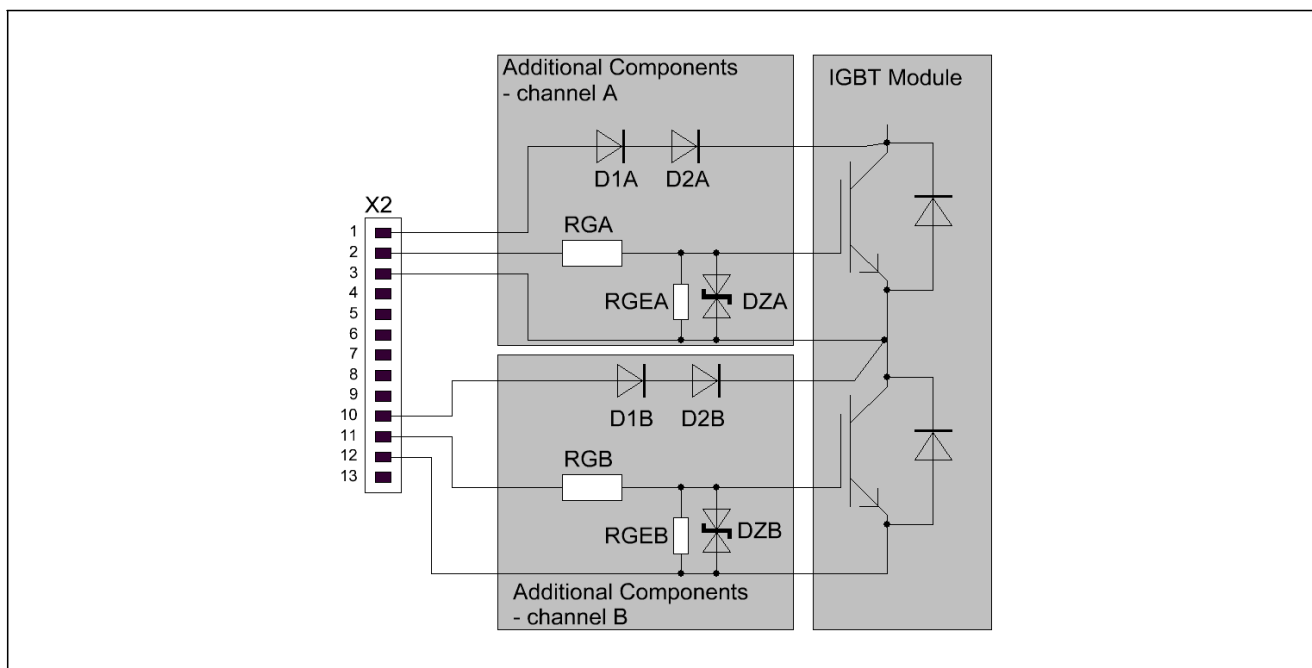 Additional Components
- channel A
IGBT Module
D1A
D2A
X2
RGA
1
2
3
4
5
6
7
8
9
10
11
12
13
RGEA
DZA
D1B
D2B
RGB
RGEB
DZB
Additional Components
- channel B